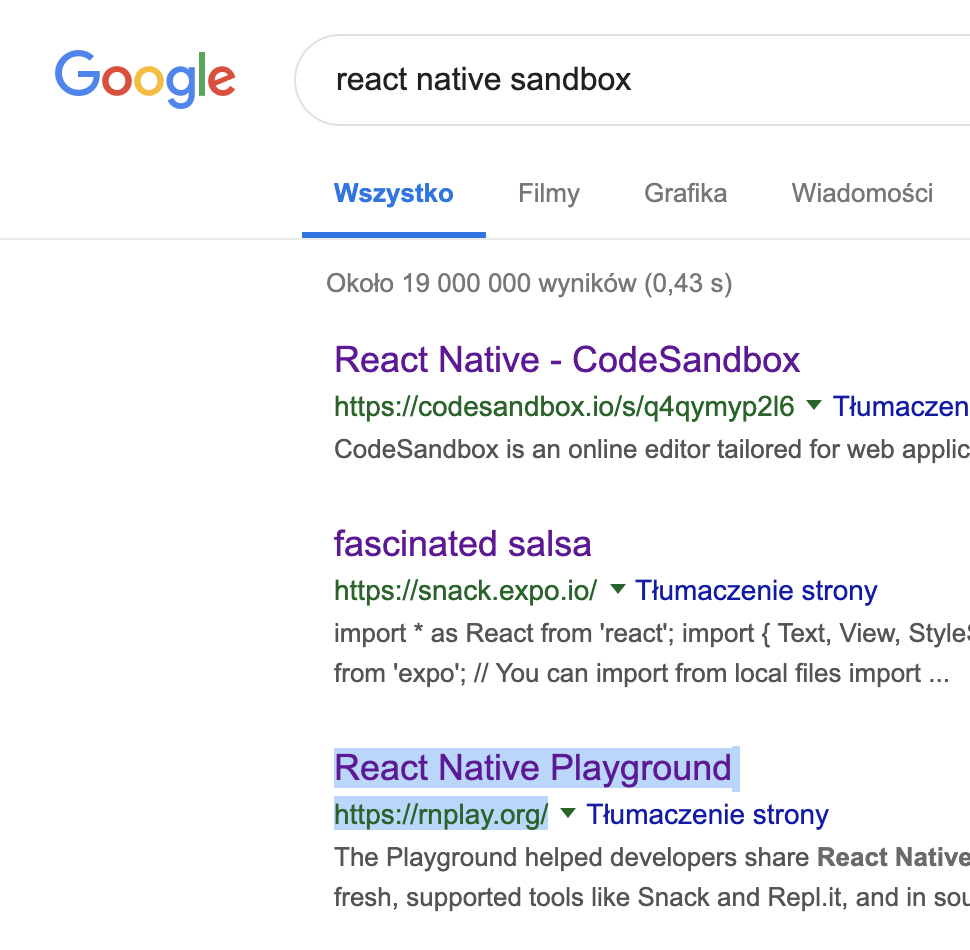 Google
react native sandbox
Wszystko Filmy Grafika Wiadomości
Około 19 000 000 wyników (0,43 s)
React Native - CodeSandbox
https://codesandbox.io/s/q4qymyp2l6 Tłumaczen
CodeSandbox is an online editor tailored for web applic
fascinated salsa
https://snack.expo.io/ Tłumaczenie strony
import * as React from 'react'; import { Text, View, StyleS
from 'expo'; // You can import from local files import ...
React Native Playground
https://rnplay.org/ Tłumaczenie strony
The Playground helped developers share React Native
fresh, supported tools like Snack and Repl.it, and in sou